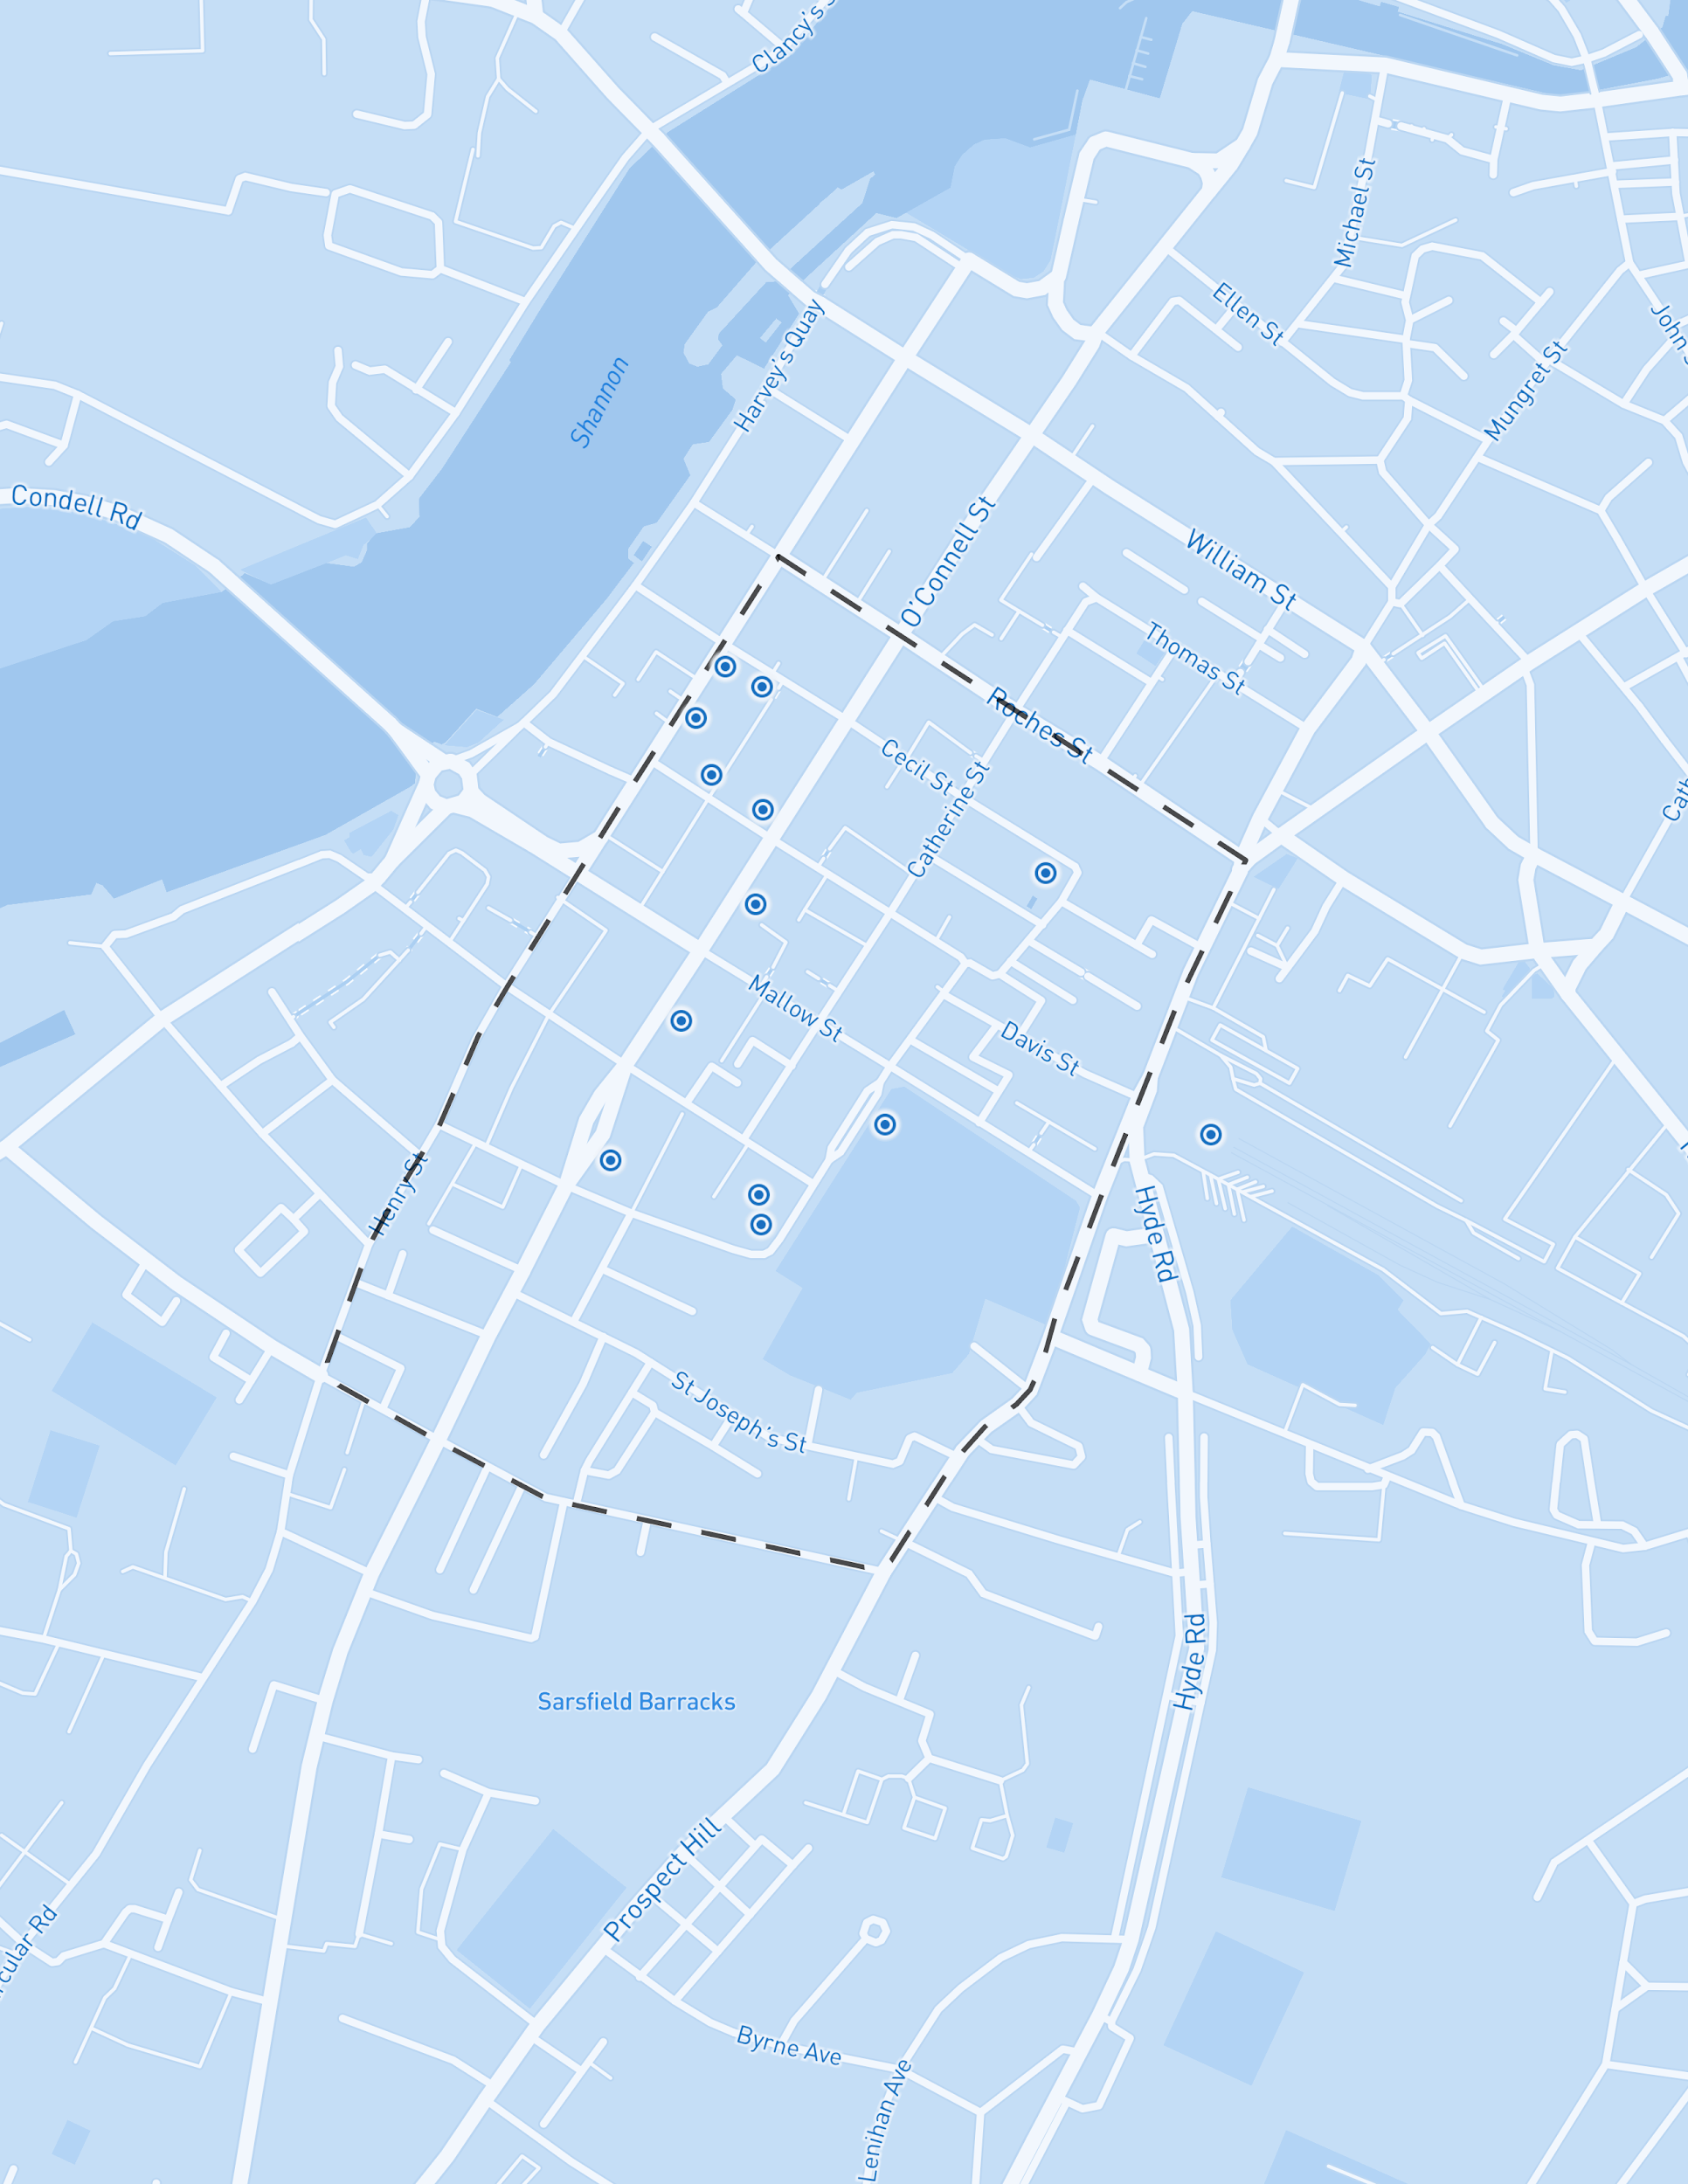 Clancy's S
Michael St
Ellen St
Harvey's Quay
John S
Mungret St
Shannon
Condell Rd
O'Connell St
William St
Thomas St
Roches St
Cecil St
Catherine St
Cath
Mallow St
Davis St
Henry St
Hyde Rd
St Joseph's St
Hyde Rd
Sarsfield Barracks
Prospect Hill
cular Rd
Byrne Ave
Lenihan Ave